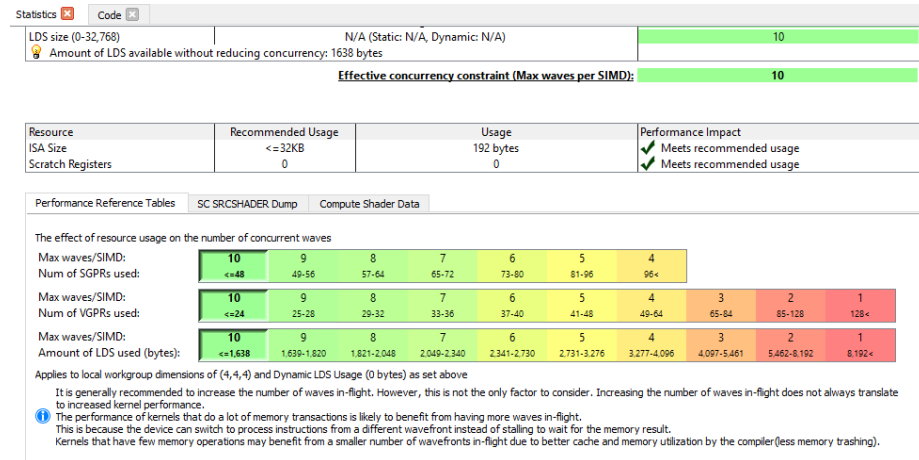 Statistics Code
LDS size (0-32,768) N/A (Static: N/A, Dynamic: N/A) 10
Amount of LDS available without reducing concurrency: 1638 bytes
Effective concurrency constraint (Max waves per SIMD): 10
Resource Recommended Usage Usage Performance Impact
ISA Size <=32KB 192 bytes Meets recommended usage
Scratch Registers 0 0 Meets recommended usage
Performance Reference Tables SC SRCSHADER Dump Compute Shader Data
The effect of resource usage on the number of concurrent waves
Max waves/SIMD: 10 9 8 7 6 5 4
Num of SGPRs used: <=48 49-56 57-64 65-72 73-80 81-96 96<
Max waves/SIMD: 10 9 8 7 6 5 4 3 2 1
Num of VGPRs used: <=24 25-28 29-32 33-36 37-40 41-48 49-64 65-84 85-128 128<
Max waves/SIMD: 10 9 8 7 6 5 4 3 2 1
Amount of LDS used (bytes): <=1,638 1,639-1,820 1,821-2,048 2,049-2,340 2,341-2,730 2,731-3,276 3,277-4,096 4,097-5,461 5,462-8,192 8,192<
Applies to local workgroup dimensions of (4,4,4) and Dynamic LDS Usage (0 bytes) as set above
It is generally recommended to increase the number of waves in-flight. However, this is not the only factor to consider. Increasing the number of waves in-flight does not always translate
to increased kernel performance.
The performance of kernels that do a lot of memory transactions is likely to benefit from having more waves in-flight.
This is because the device can switch to process instructions from a different wavefront instead of stalling to wait for the memory result.
Kernels that have few memory operations may benefit from a smaller number of wavefronts in-flight due to better cache and memory utilization by the compiler(less memory trashing).